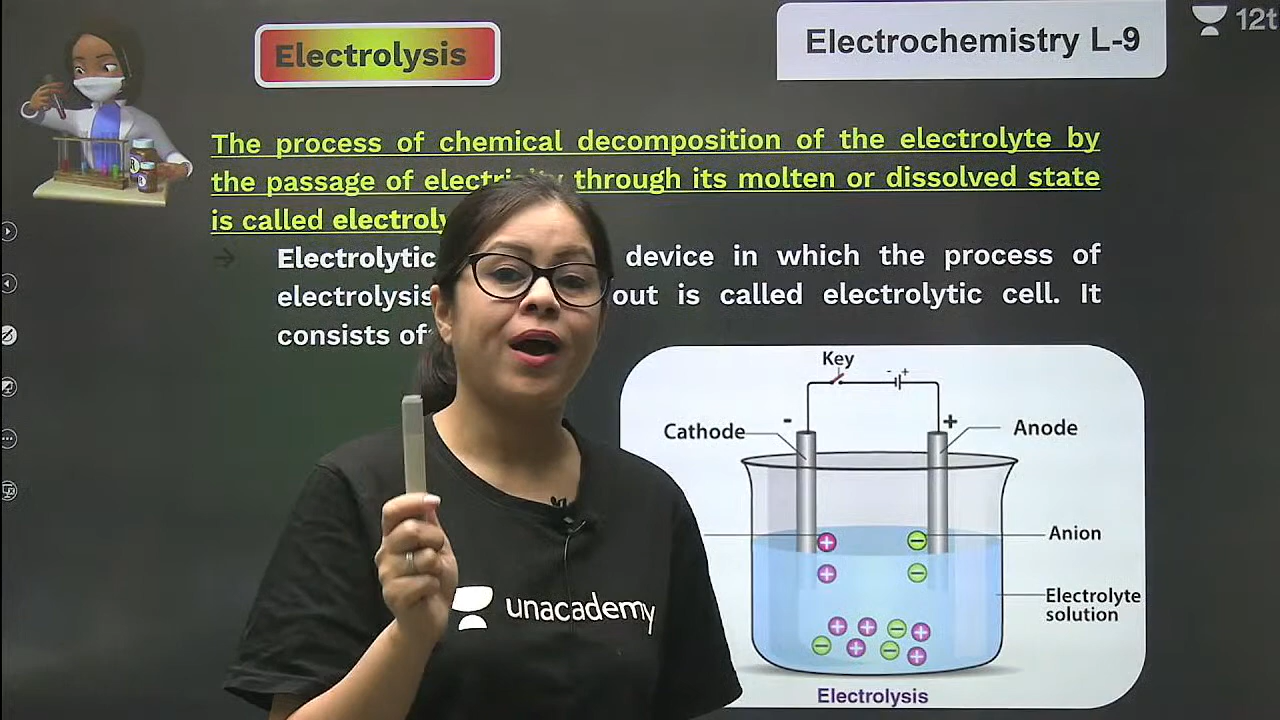 Electrolysis
Electrochemistry L-9
12t
The process of chemical decomposition of the electrolyte by
the passage of electricity through its molten or dissolved state
is called electroly
Electrolytic device in which the process of
electrolysis out is called electrolytic cell. It
consists of
Key
- +
- +
Cathode Anode
+ -
Anion
+ -
Electrolyte
solution
+ + - +
- + - +
Electrolysis
unacademy